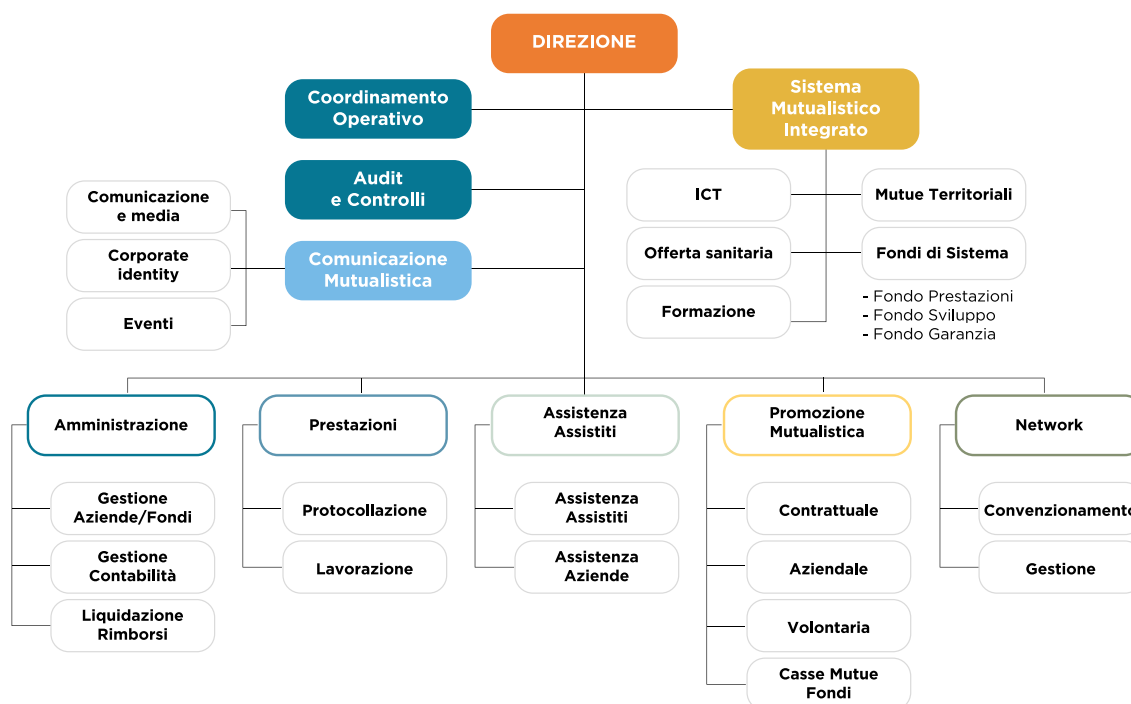 DIREZIONE
Coordinamento
Operativo
Sistema
Mutualistico
Integrato
Audit
e Controlli
Comunicazione
Mutualistica
Comunicazione
e media
Corporate
identity
Eventi
ICT
Mutue Territoriali
Offerta sanitaria
Fondi di Sistema
Formazione
- Fondo Prestazioni
- Fondo Sviluppo
- Fondo Garanzia
Amministrazione
Gestione
Aziende/Fondi
Gestione
Contabilità
Liquidazione
Rimborsi
Prestazioni
Protocollazione
Lavorazione
Assistenza
Assistiti
Assistenza
Assistiti
Assistenza
Aziende
Promozione
Mutualistica
Contrattuale
Aziendale
Volontaria
Casse Mutue
Fondi
Network
Convenzionamento
Gestione